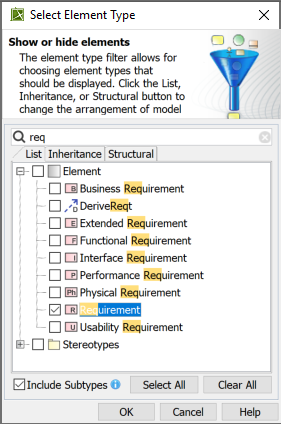 Select Element Type
Show or hide elements
The element type filter allows for
choosing element types that
should be displayed. Click the List,
Inheritance, or Structural button to
change the arrangement of model
req
List Inheritance Structural
Element
B Business Requirement
DeriveReqt
E Extended Requirement
F Functional Requirement
I Interface Requirement
P Performance Requirement
Ph Physical Requirement
R Requirement
U Usability Requirement
Stereotypes
Include Subtypes Select All Clear All
OK Cancel Help